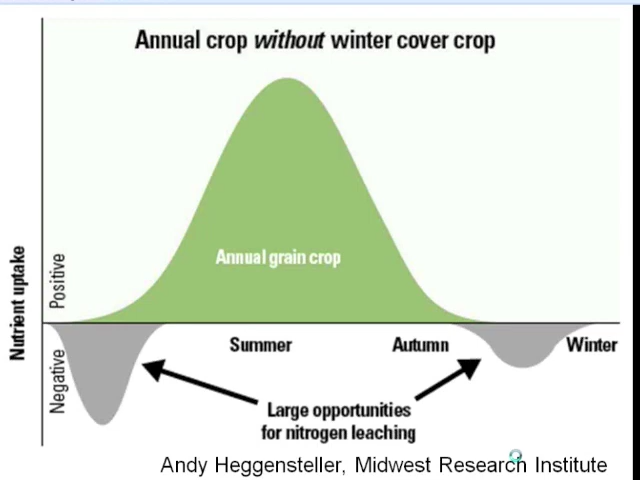 Annual crop without winter cover crop
Nutrient uptake
Positive
Negative
Annual grain crop
Summer
Autumn
Winter
Large opportunities
for nitrogen leaching
Andy Heggensteller, Midwest Research Institute